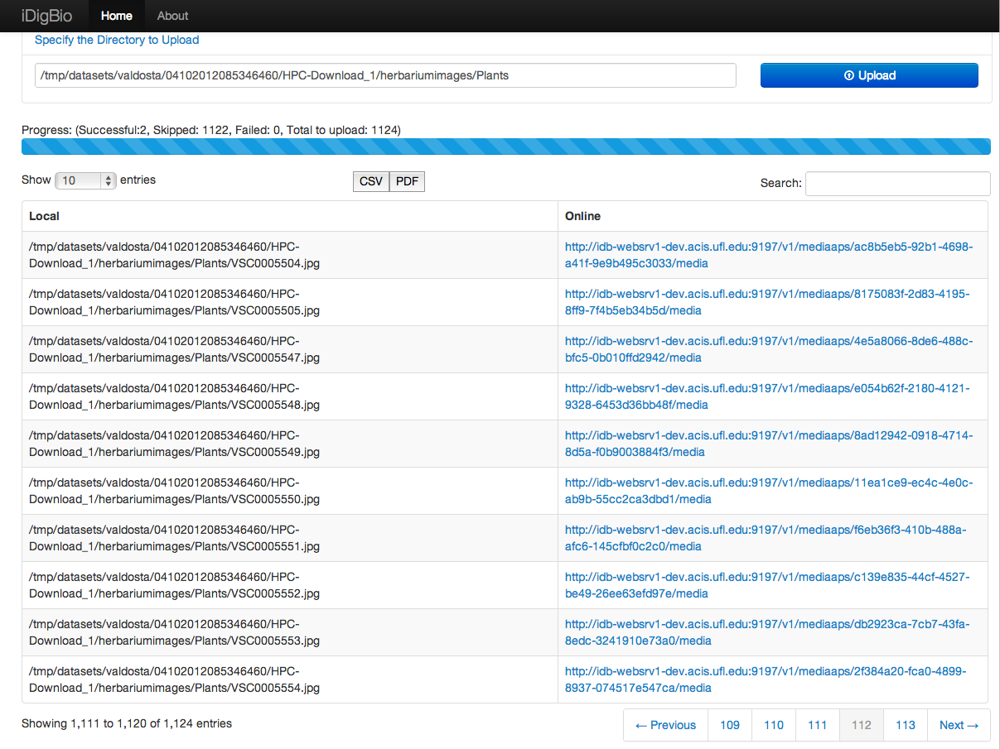 iDigBio Home About
Specify the Directory to Upload
/tmp/datasets/valdosta/04102012085346460/HPC-Download_1/herbariumimages/Plants Upload
Progress: (Successful:2, Skipped: 1122, Failed: 0, Total to upload: 1124)
Show 10 entries CSV PDF Search:
Local Online
/tmp/datasets/valdosta/04102012085346460/HPC- http://idb-websrv1-dev.acis.ufl.edu:9197/v1/mediaaps/ac8b5eb5-92b1-4698-
Download_1/herbariumimages/Plants/VSC0005504.jpg a41f-9e9b495c3033/media
/tmp/datasets/valdosta/04102012085346460/HPC- http://idb-websrv1-dev.acis.ufl.edu:9197/v1/mediaaps/8175083f-2d83-4195-
Download_1/herbariumimages/Plants/VSC0005505.jpg 8ff9-7f4b5eb34b5d/media
/tmp/datasets/valdosta/04102012085346460/HPC- http://idb-websrv1-dev.acis.ufl.edu:9197/v1/mediaaps/4e5a8066-8de6-488c-
Download_1/herbariumimages/Plants/VSC0005547.jpg bfc5-0b010ffd2942/media
/tmp/datasets/valdosta/04102012085346460/HPC- http://idb-websrv1-dev.acis.ufl.edu:9197/v1/mediaaps/e054b62f-2180-4121-
Download_1/herbariumimages/Plants/VSC0005548.jpg 9328-6453d36bb48f/media
/tmp/datasets/valdosta/04102012085346460/HPC- http://idb-websrv1-dev.acis.ufl.edu:9197/v1/mediaaps/8ad12942-0918-4714-
Download_1/herbariumimages/Plants/VSC0005549.jpg 8d5a-f0b9003884f3/media
/tmp/datasets/valdosta/04102012085346460/HPC- http://idb-websrv1-dev.acis.ufl.edu:9197/v1/mediaaps/11ea1ce9-ec4c-4e0c-
Download_1/herbariumimages/Plants/VSC0005550.jpg ab9b-55cc2ca3dbd1/media
/tmp/datasets/valdosta/04102012085346460/HPC- http://idb-websrv1-dev.acis.ufl.edu:9197/v1/mediaaps/f6eb36f3-410b-488a-
Download_1/herbariumimages/Plants/VSC0005551.jpg afc6-145cfbf0c2c0/media
/tmp/datasets/valdosta/04102012085346460/HPC- http://idb-websrv1-dev.acis.ufl.edu:9197/v1/mediaaps/c139e835-44cf-4527-
Download_1/herbariumimages/Plants/VSC0005552.jpg be49-26ee63efd97e/media
/tmp/datasets/valdosta/04102012085346460/HPC- http://idb-websrv1-dev.acis.ufl.edu:9197/v1/mediaaps/db2923ca-7cb7-43fa-
Download_1/herbariumimages/Plants/VSC0005553.jpg 8edc-3241910e73a0/media
/tmp/datasets/valdosta/04102012085346460/HPC- http://idb-websrv1-dev.acis.ufl.edu:9197/v1/mediaaps/2f384a20-fca0-4899-
Download_1/herbariumimages/Plants/VSC0005554.jpg 8937-074517e547ca/media
Showing 1,111 to 1,120 of 1,124 entries ← Previous 109 110 111 112 113 Next →